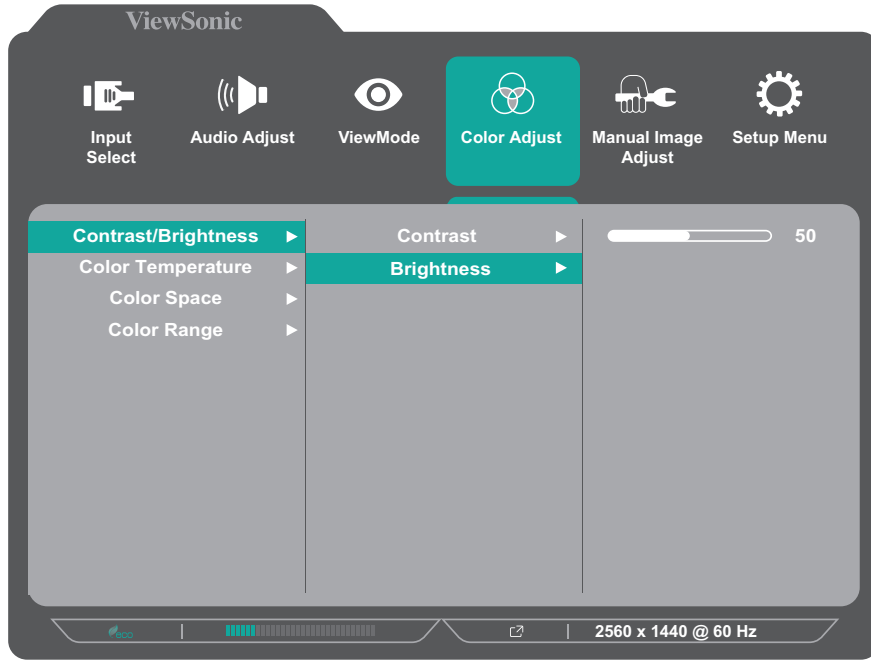 ViewSonic
Input
Select
Audio Adjust
ViewMode
Color Adjust
Manual Image
Adjust
Setup Menu
Contrast/Brightness
Contrast
50
Color Temperature
Brightness
Color Space
Color Range
eco
2560 x 1440 @ 60 Hz